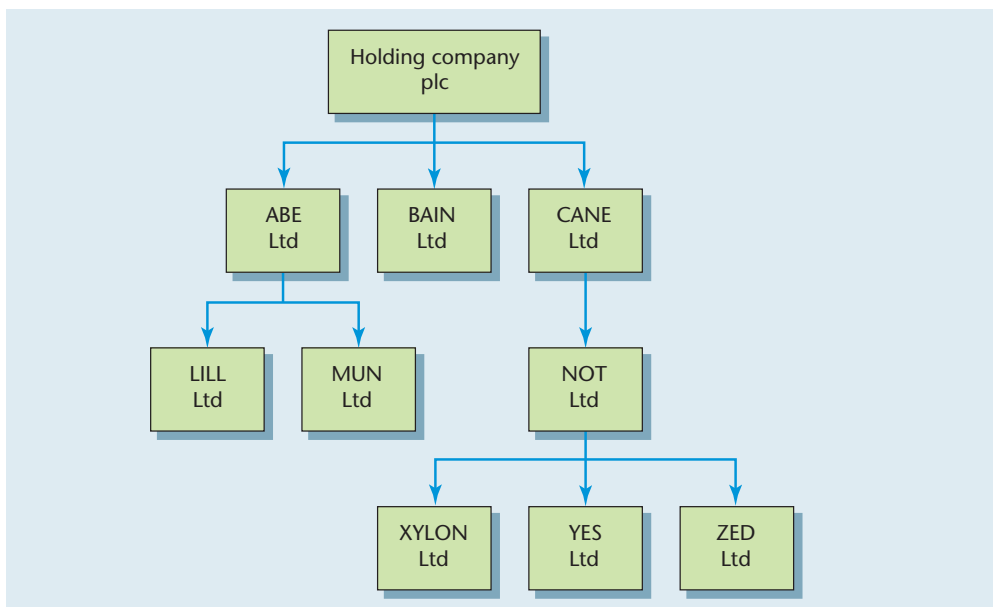 Holding company
plc
ABE
Ltd
BAIN
Ltd
CANE
Ltd
LILL
Ltd
MUN
Ltd
NOT
Ltd
XYLON
Ltd
YES
Ltd
ZED
Ltd